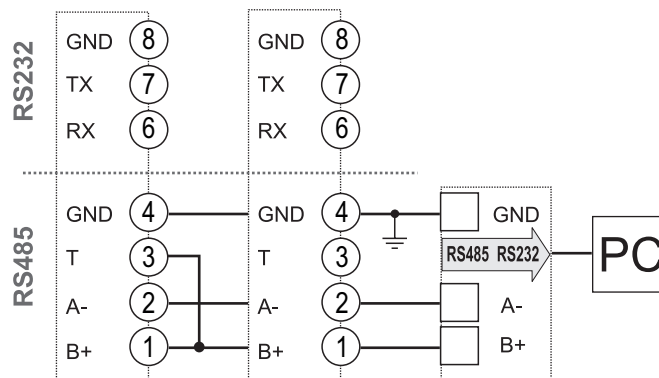 RS232
GND 8 GND 8
TX 7 TX 7
RX 6 RX 6
RS485
GND 4 GND 4 GND
T 3 T 3 RS485 RS232 PC
A- 2 A- 2 A-
B+ 1 B+ 1 B+